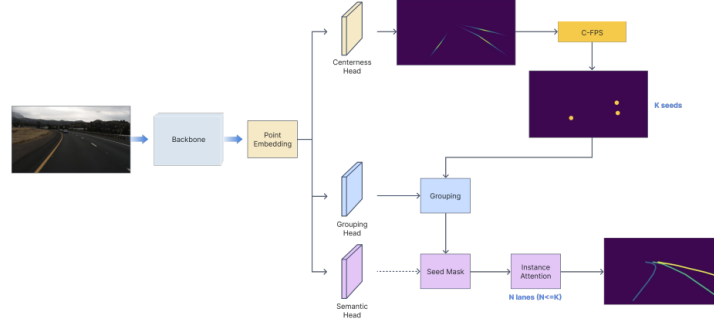 Centerness
Head
C-FPS
K seeds
Backbone
Point
Embedding
Grouping
Head
Grouping
Semantic
Head
Seed Mask
Instance
Attention
N lanes (N<=K)